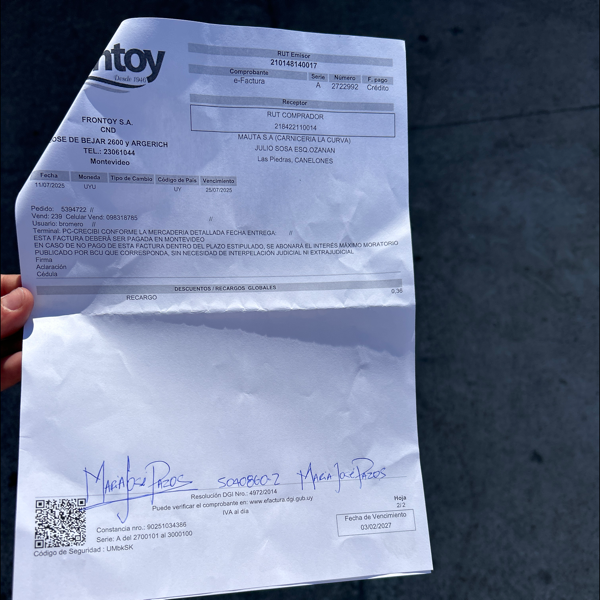 ntoy
Desde 1946
RUT Emisor
210148140017
Comprobante Serie Número F. pago
e-Factura A 2722992 Crédito
Receptor
RUT COMPRADOR
218422110014
MAUTA S.A (CARNICERIA LA CURVA)
JULIO SOSA ESQ.OZANAN
Las Piedras, CANELONES
FRONTOY S.A.
CND
OSE DE BEJAR 2600 y ARGERICH
TEL.: 23061044
Montevideo
Fecha Moneda Tipo de Cambio Código de País Vencimiento
11/07/2025 UYU UY 25/07/2025
Pedido: 5394722 //
Vend: 239 Celular Vend: 098318785 //
Usuario: bromero //
Terminal: PC-CRECIBI CONFORME LA MERCADERIA DETALLADA FECHA ENTREGA: //
ESTA FACTURA DEBERÁ SER PAGADA EN MONTEVIDEO
EN CASO DE NO PAGO DE ESTA FACTURA DENTRO DEL PLAZO ESTIPULADO, SE ABONARÁ EL INTERÉS MÁXIMO MORATORIO
PUBLICADO POR BCU QUE CORRESPONDA, SIN NECESIDAD DE INTERPELACIÓN JUDICIAL NI EXTRAJUDICIAL
Firma
Aclaración
Cédula
DESCUENTOS / RECARGOS GLOBALES
RECARGO 0,36
MARIA JOSE PAZOS 5040860-2 MARIA JOSE PAZOS
Resolución DGI Nro.: 4972/2014
Puede verificar el comprobante en: www.efactura.dgi.gub.uy
IVA al día
Hoja
2/2
Constancia nro.: 90251034366
Serie: A del 2700101 al 3000100
Código de Seguridad : UMbkSK
Fecha de Vencimiento
03/02/2027